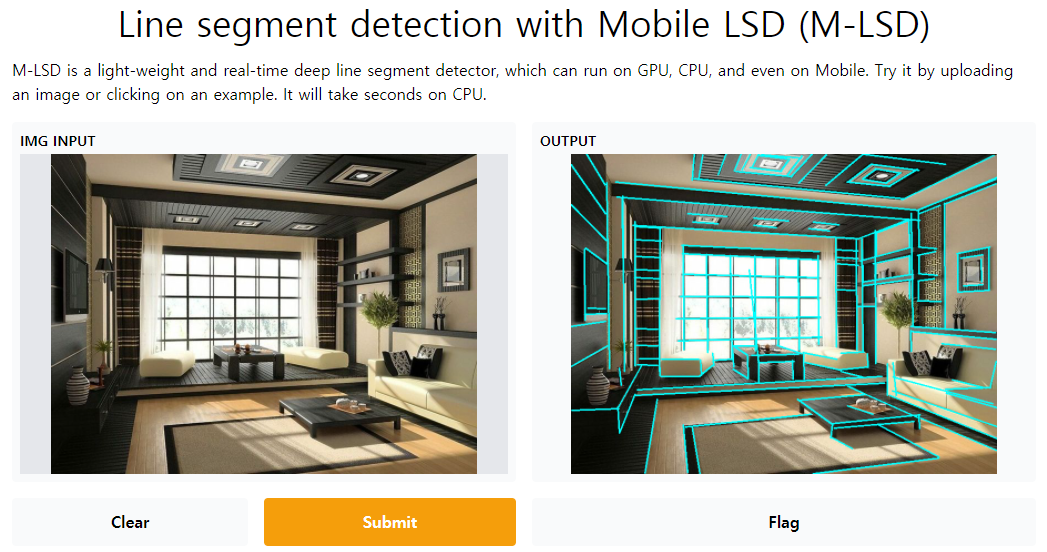 Line segment detection with Mobile LSD (M-LSD)
M-LSD is a light-weight and real-time deep line segment detector, which can run on GPU, CPU, and even on Mobile. Try it by uploading
an image or clicking on an example. It will take seconds on CPU.
IMG INPUT
OUTPUT
Clear
Submit
Flag